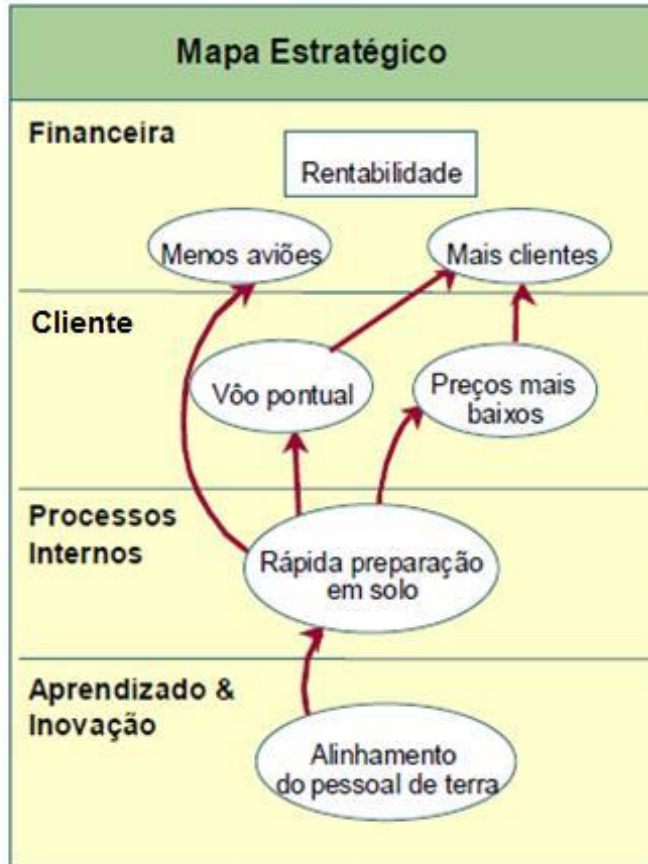 Mapa Estratégico
Financeira
Rentabilidade
Menos aviões
Mais clientes
Cliente
Vôo pontual
Preços mais
baixos
Processos
Internos
Rápida preparação
em solo
Aprendizado &
Inovação
Alinhamento
do pessoal de terra